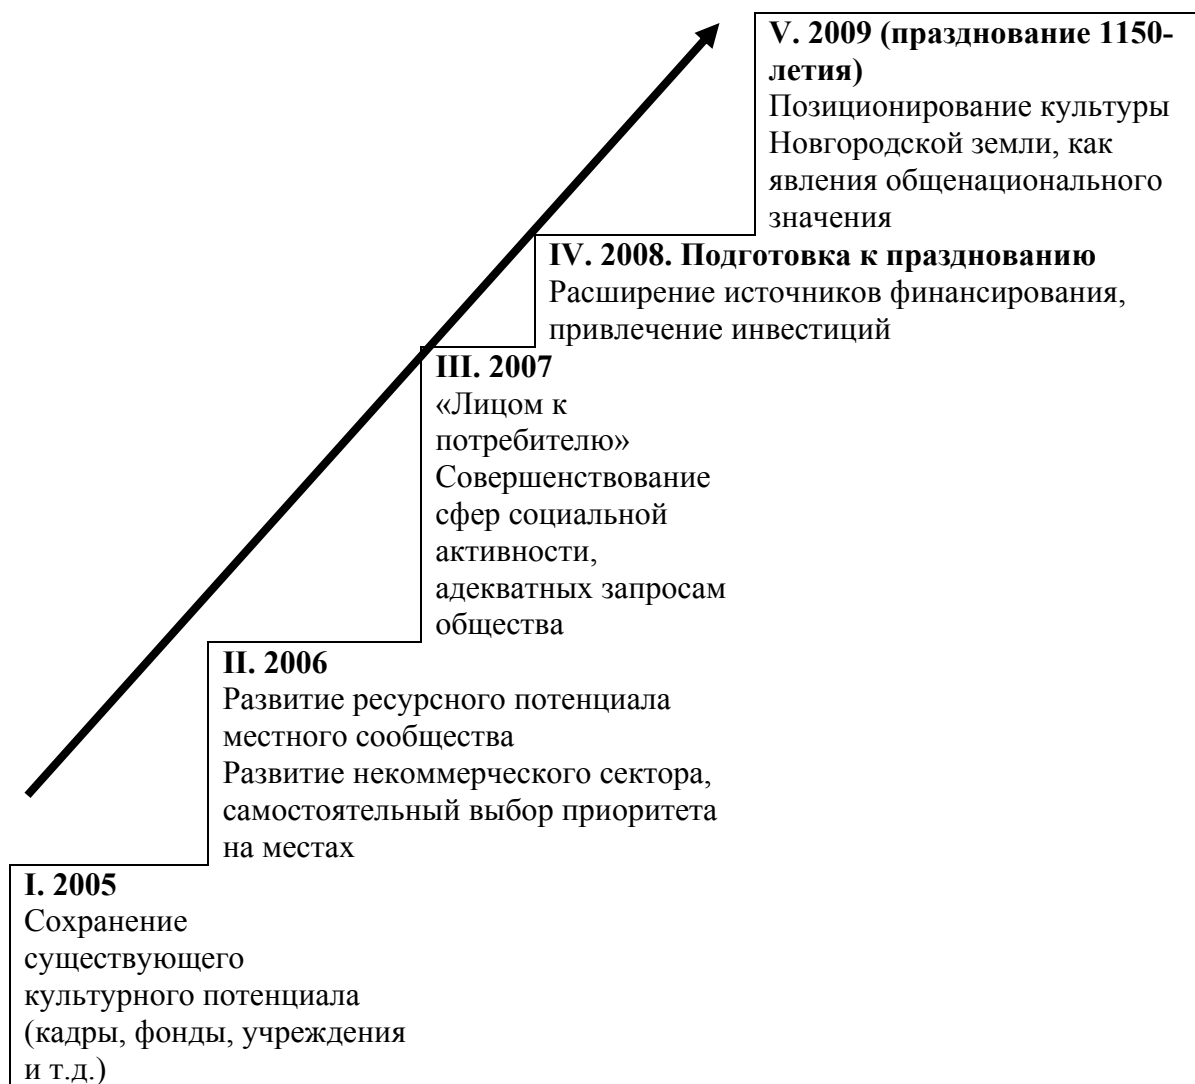 V. 2009 (празднование 1150-
летия)
Позиционирование культуры
Новгородской земли, как
явления общенационального
значения
IV. 2008. Подготовка к празднованию
Расширение источников финансирования,
привлечение инвестиций
III. 2007
«Лицом к
потребителю»
Совершенствование
сфер социальной
активности,
адекватных запросам
общества
II. 2006
Развитие ресурсного потенциала
местного сообщества
Развитие некоммерческого сектора,
самостоятельный выбор приоритета
на местах
I. 2005
Сохранение
существующего
культурного потенциала
(кадры, фонды, учреждения
и т.д.)